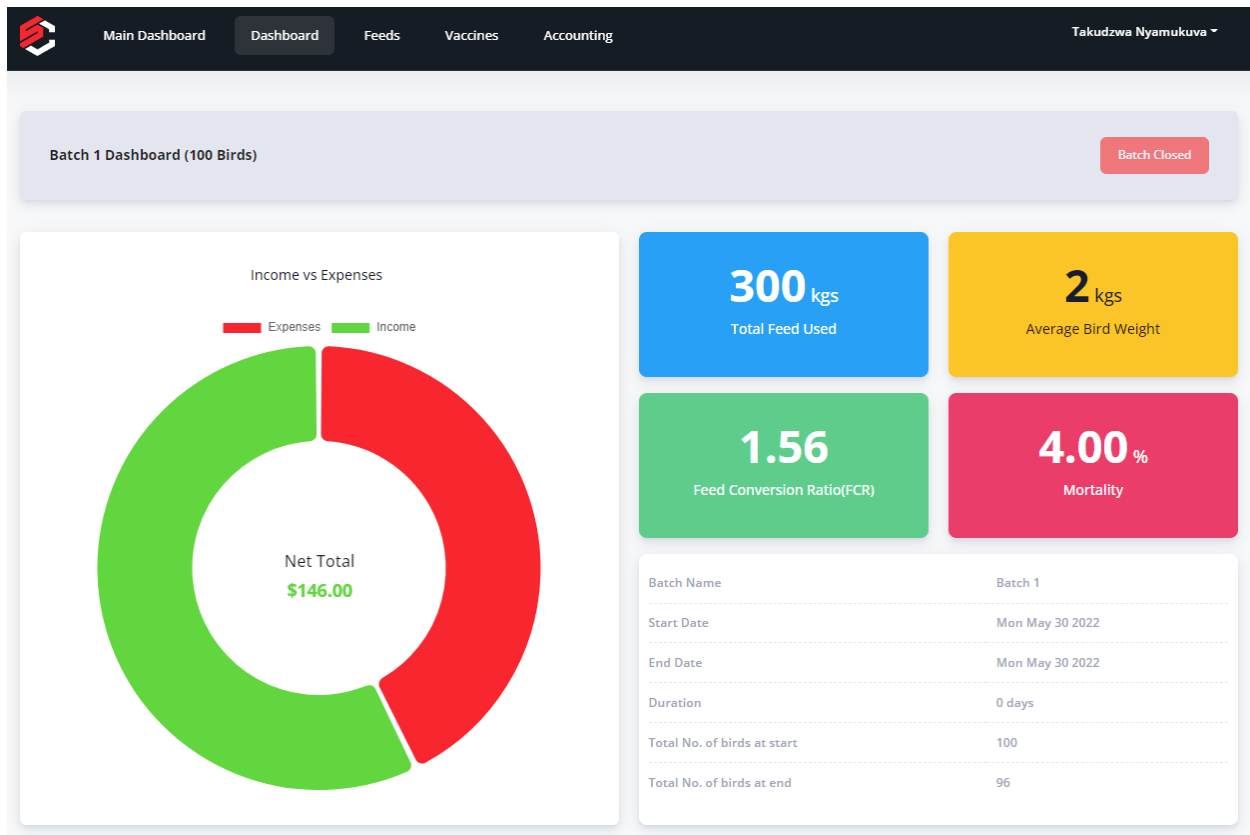 Main Dashboard Dashboard Feeds Vaccines Accounting Takudzwa Nyamukuva
Batch 1 Dashboard (100 Birds) Batch Closed
Income vs Expenses
Expenses Income
Net Total
$146.00
300 kgs
Total Feed Used
2 kgs
Average Bird Weight
1.56
Feed Conversion Ratio(FCR)
4.00 %
Mortality
Batch Name Batch 1
Start Date Mon May 30 2022
End Date Mon May 30 2022
Duration 0 days
Total No. of birds at start 100
Total No. of birds at end 96